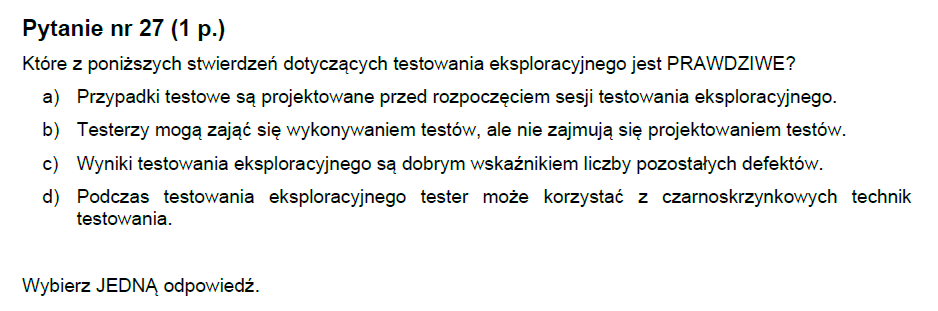 Pytanie nr 27 (1 p.)
Które z poniższych stwierdzeń dotyczących testowania eksploracyjnego jest PRAWDZIWE?
a) Przypadki testowe są projektowane przed rozpoczęciem sesji testowania eksploracyjnego.
b) Testerzy mogą zająć się wykonywaniem testów, ale nie zajmują się projektowaniem testów.
c) Wyniki testowania eksploracyjnego są dobrym wskaźnikiem liczby pozostałych defektów.
d) Podczas testowania eksploracyjnego tester może korzystać z czarnoskrzynkowych technik
testowania.
Wybierz JEDNĄ odpowiedź.